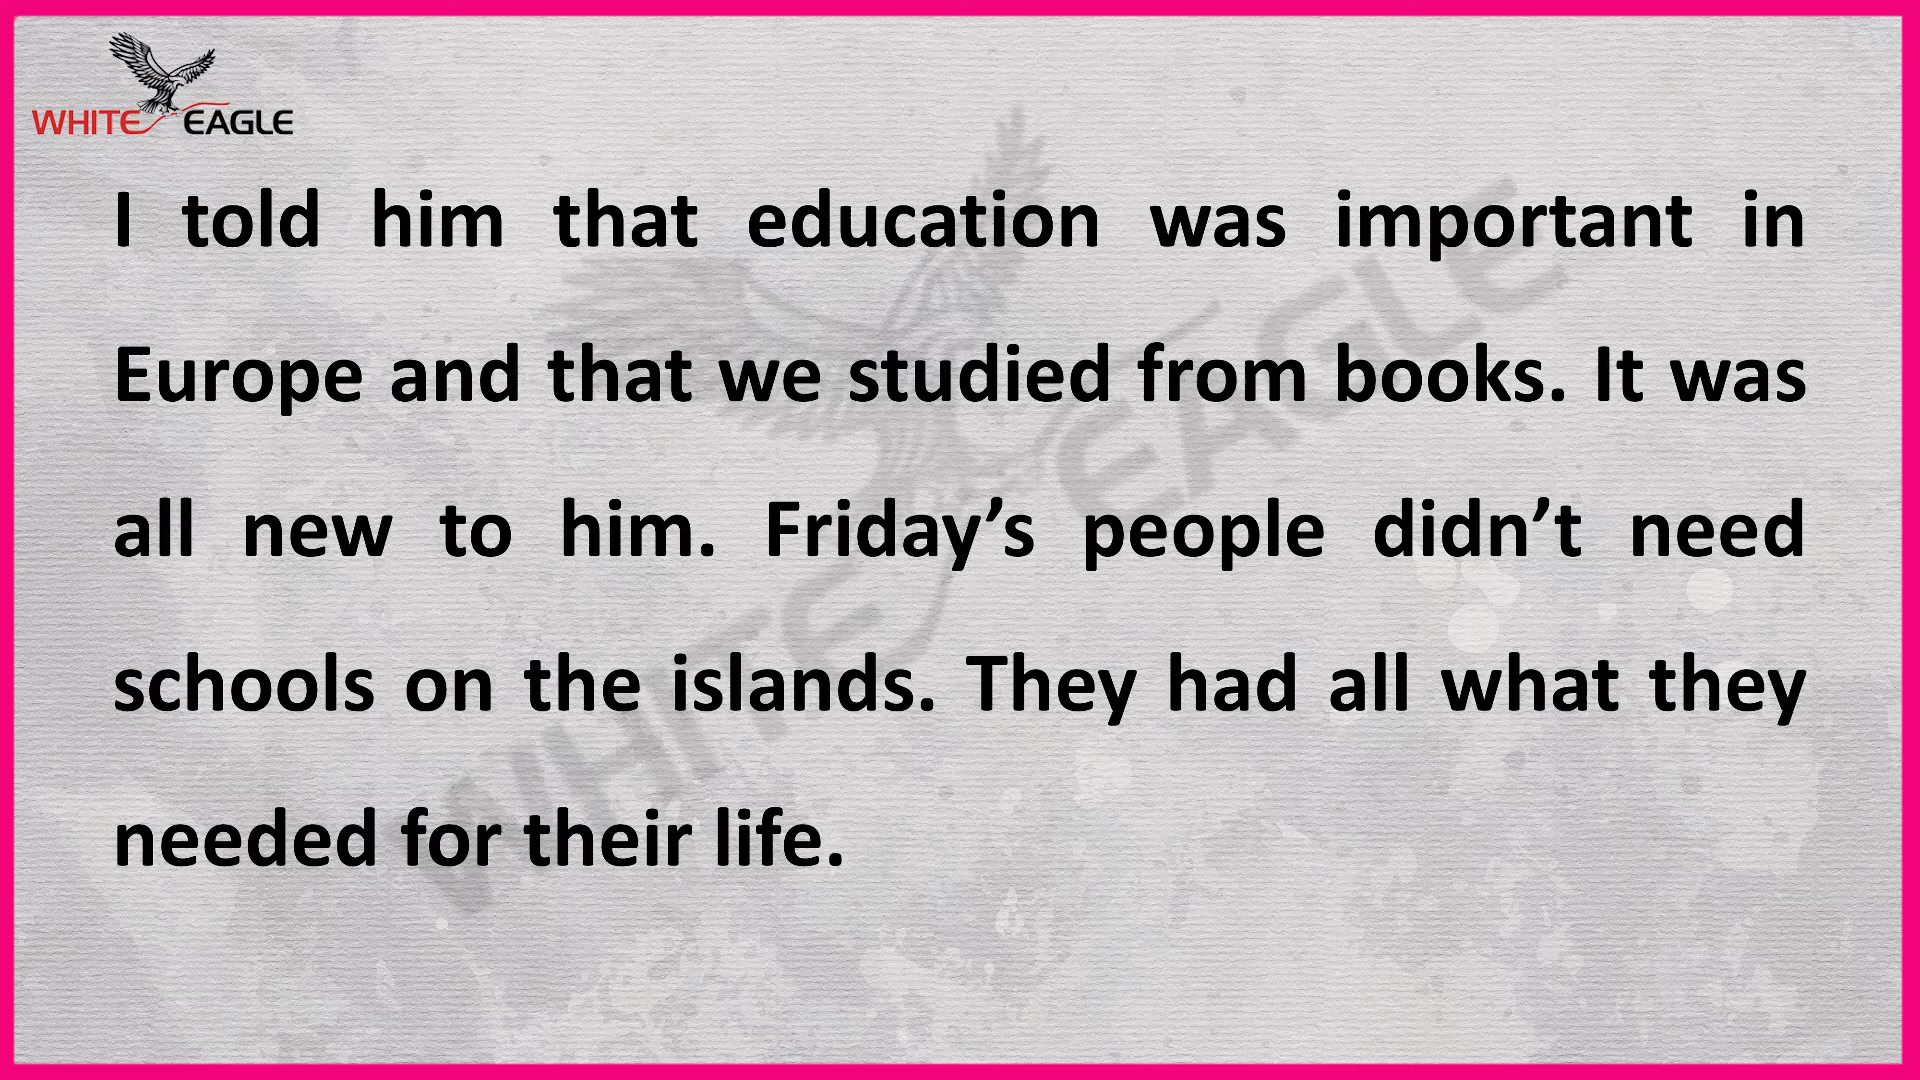 WHITE EAGLE
I told him that education was important in
Europe and that we studied from books. It was
all new to him. Friday’s people didn’t need
schools on the islands. They had all what they
needed for their life.
WHITE EAGLE